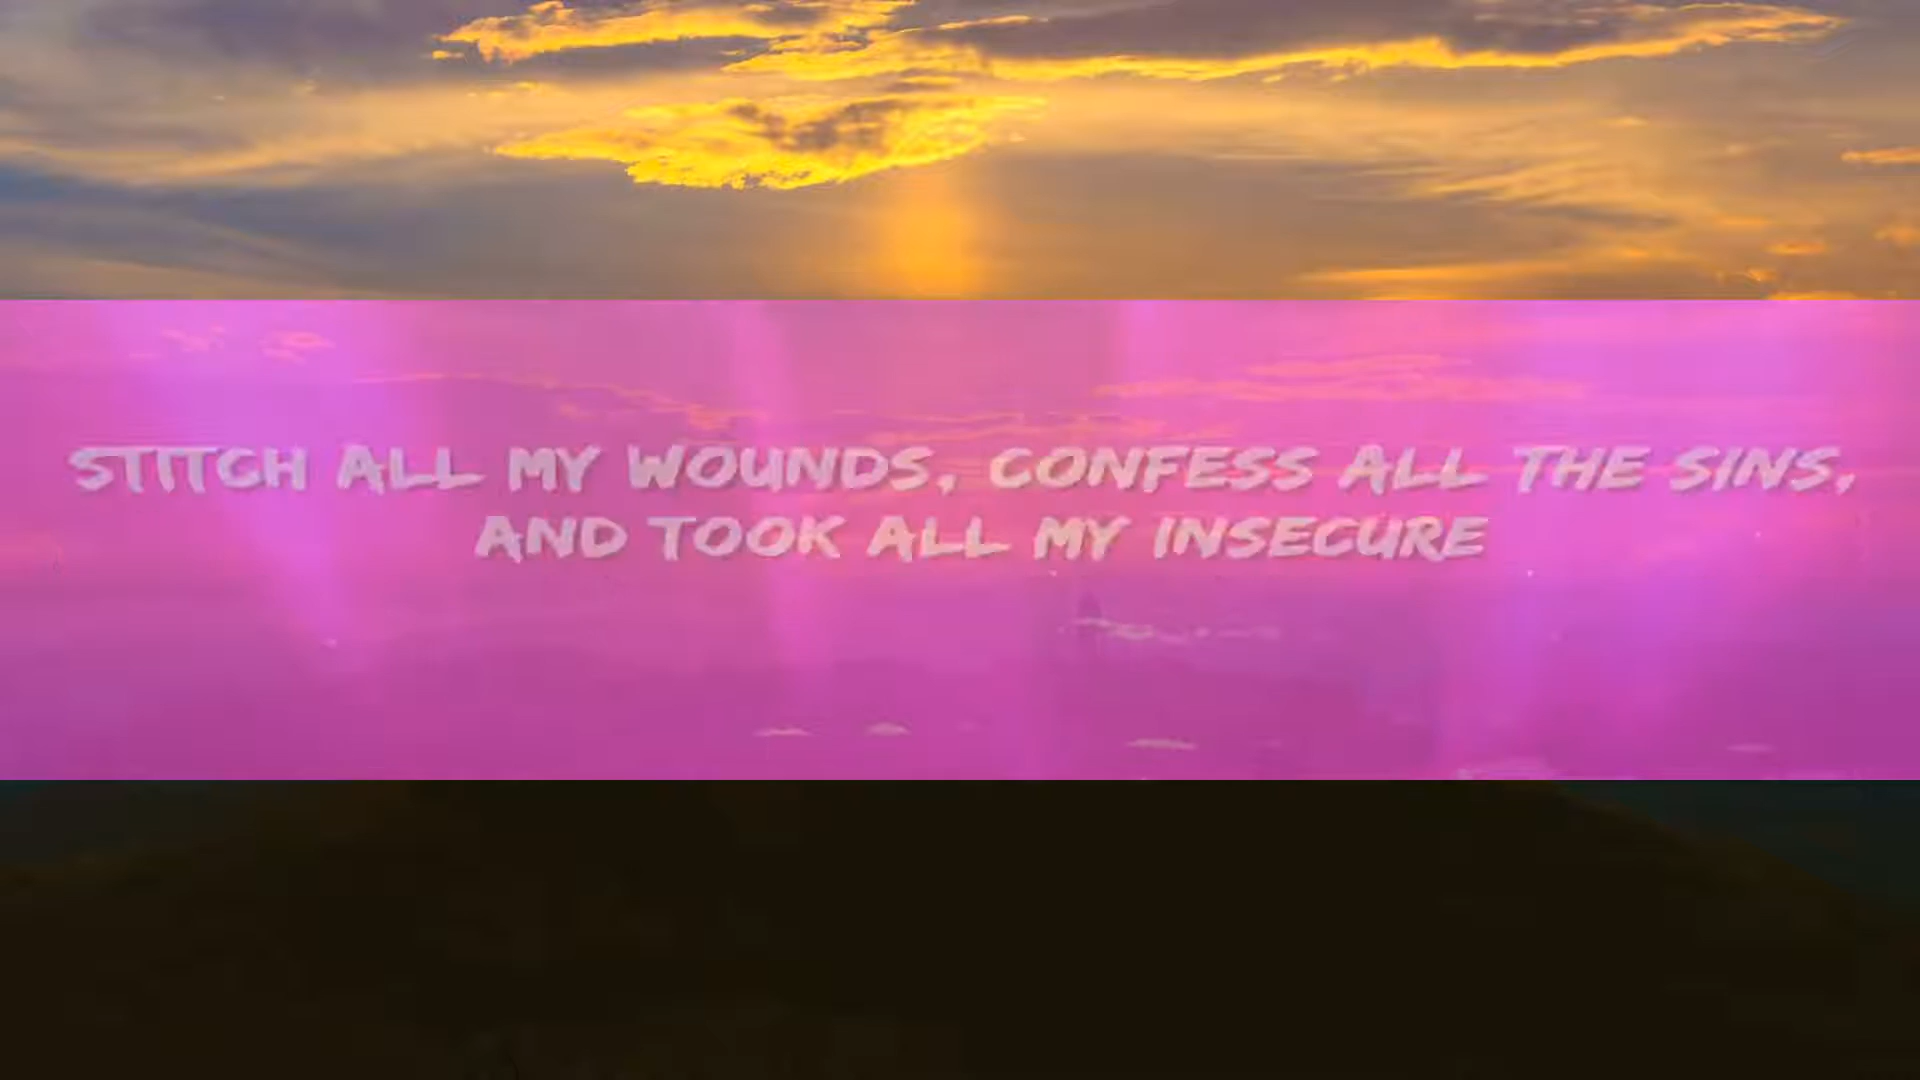 STITCH ALL MY WOUNDS, CONFESS ALL THE SINS,
AND TOOK ALL MY INSECURE